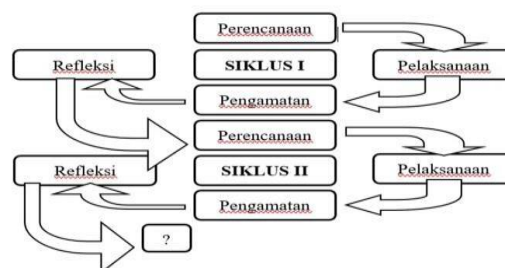 Perencanaan
Refleksi
SIKLUS I
Pelaksanaan
Pengamatan
Perencanaan
Refleksi
SIKLUS II
Pelaksanaan
Pengamatan
?